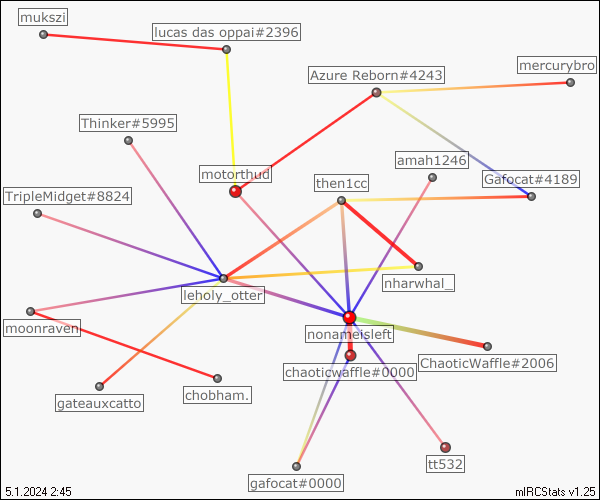 mukszi
lucas das oppai#2396
mercurybro
Azure Reborn#4243
Thinker#5995
amah1246
motorthud
Gafocat#4189
then1cc
TripleMidget#8824
nharwhal_
leholy_otter
moonraven
nonameisleft
ChaoticWaffle#2006
chaoticwaffle#0000
chobham.
gateauxcatto
tt532
gafocat#0000
5.1.2024 2:45
mIRCStats v1.25